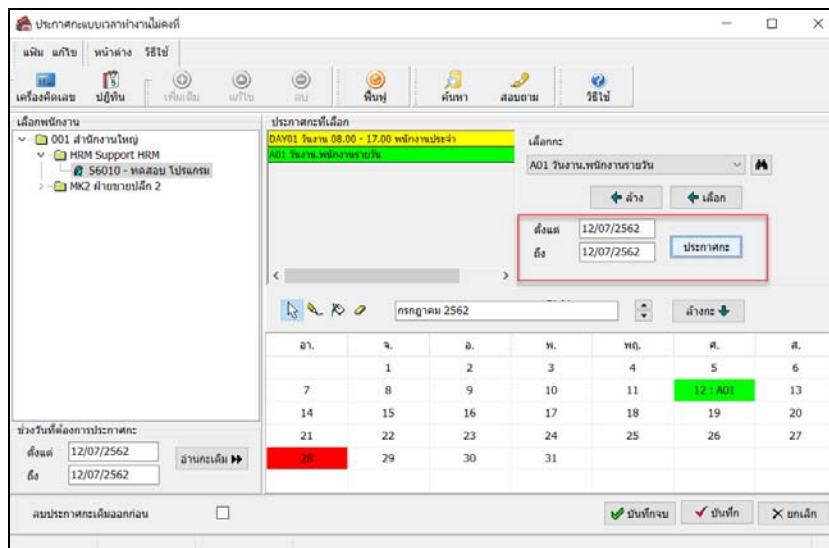 ประกาศกะแบบเวลาทำงานไม่คงที่
แฟ้ม แก้ไข หน้าต่าง วิธีใช้
เครื่องคิดเลข ปฏิทิน เพิ่มเติม แก้ไข ลบ ฟื้นฟู ค้นหา สอบถาม วิธีใช้
เลือกพนักงาน
001 สำนักงานใหญ่
HRM Support HRM
56010 - ทดสอบ โปรแกรม
MK2 ฝ่ายขายปลีก 2
ประกาศกะที่เลือก
DAY01 วันงาน 08.00 - 17.00 พนักงานประจำ
A01 วันงาน.พนักงานรายวัน
เลือกกะ
A01 วันงาน.พนักงานรายวัน
ล้าง เลือก
ตั้งแต่ 12/07/2562
ถึง 12/07/2562
ประกาศกะ
กรกฎาคม 2562 ล้างกะ
อา. จ. อ. พ. พฤ. ศ. ส.
1 2 3 4 5 6
7 8 9 10 11 12 : A01 13
14 15 16 17 18 19 20
21 22 23 24 25 26 27
28 29 30 31
ช่วงวันที่ต้องการประกาศกะ
ตั้งแต่ 12/07/2562
อ่านกะเดิม
ถึง 12/07/2562
ลบประกาศกะเดิมออกก่อน บันทึกจบ บันทึก ยกเลิก